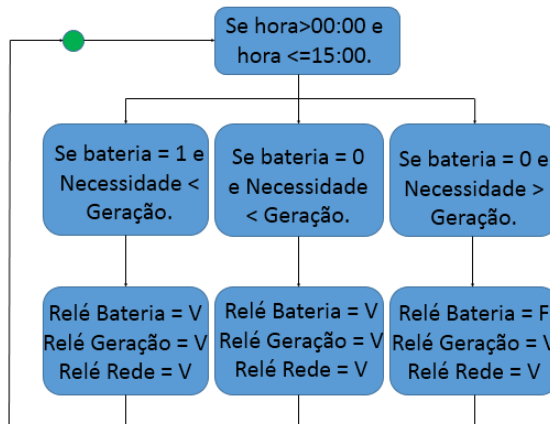 Se hora>00:00 e
hora <=15:00.
Se bateria = 1 e
Necessidade <
Geração.
Se bateria = 0
e Necessidade
< Geração.
Se bateria = 0 e
Necessidade >
Geração.
Relé Bateria = V
Relé Geração = V
Relé Rede = V
Relé Bateria = V
Relé Geração = V
Relé Rede = V
Relé Bateria = F
Relé Geração = V
Relé Rede = V